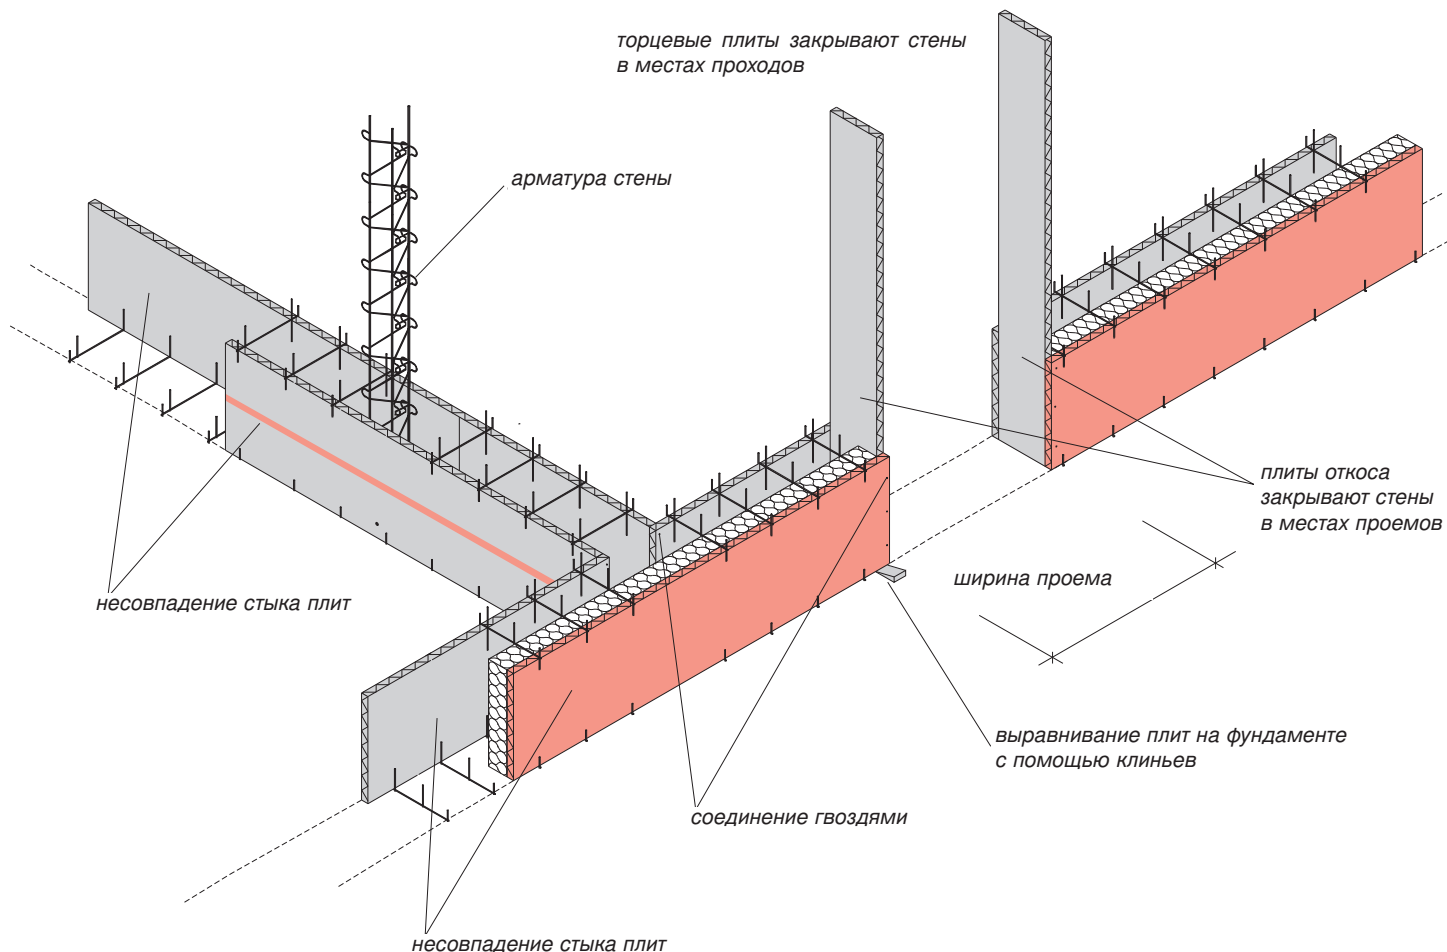 торцевые плиты закрывают стены
в местах проходов
арматура стены
плиты откоса
закрывают стены
в местах проемов
ширина проема
несовпадение стыка плит
выравнивание плит на фундаменте
с помощью клиньев
соединение гвоздями
несовпадение стыка плит